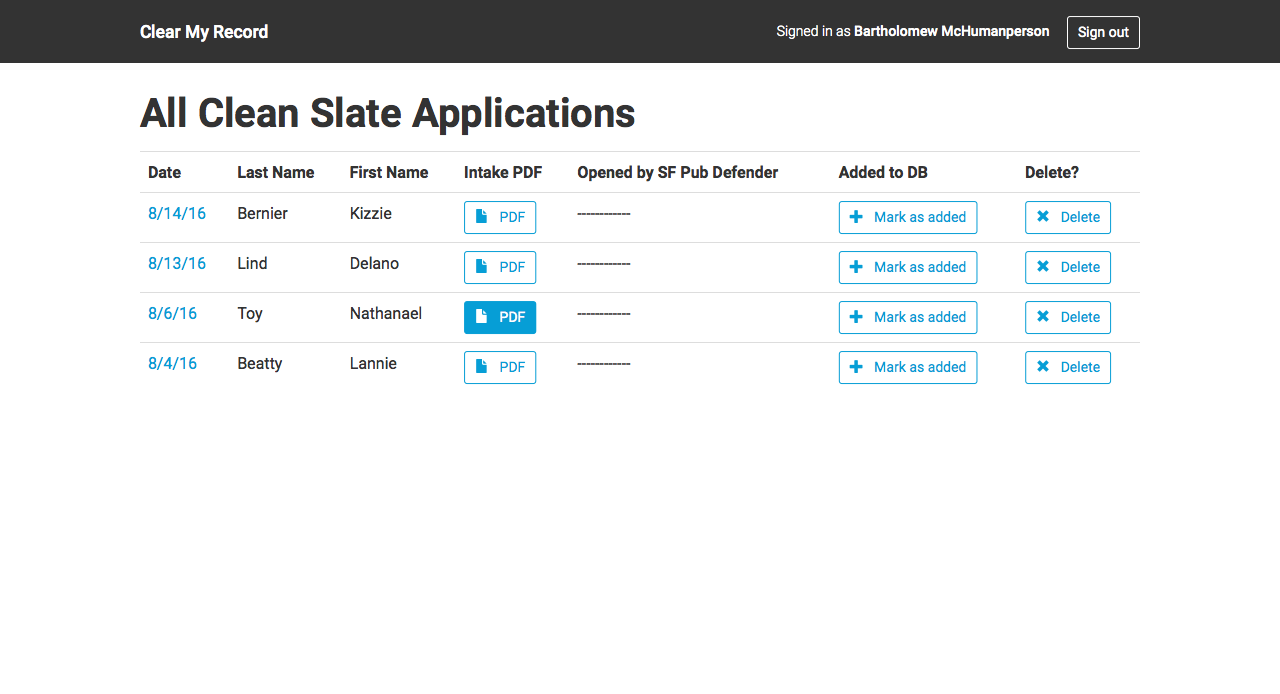 Clear My Record Signed in as Bartholomew McHumanperson Sign out
All Clean Slate Applications
Date Last Name First Name Intake PDF Opened by SF Pub Defender Added to DB Delete?
8/14/16 Bernier Kizzie PDF ------------ Mark as added Delete
8/13/16 Lind Delano PDF ------------ Mark as added Delete
8/6/16 Toy Nathanael PDF ------------ Mark as added Delete
8/4/16 Beatty Lannie PDF ------------ Mark as added Delete